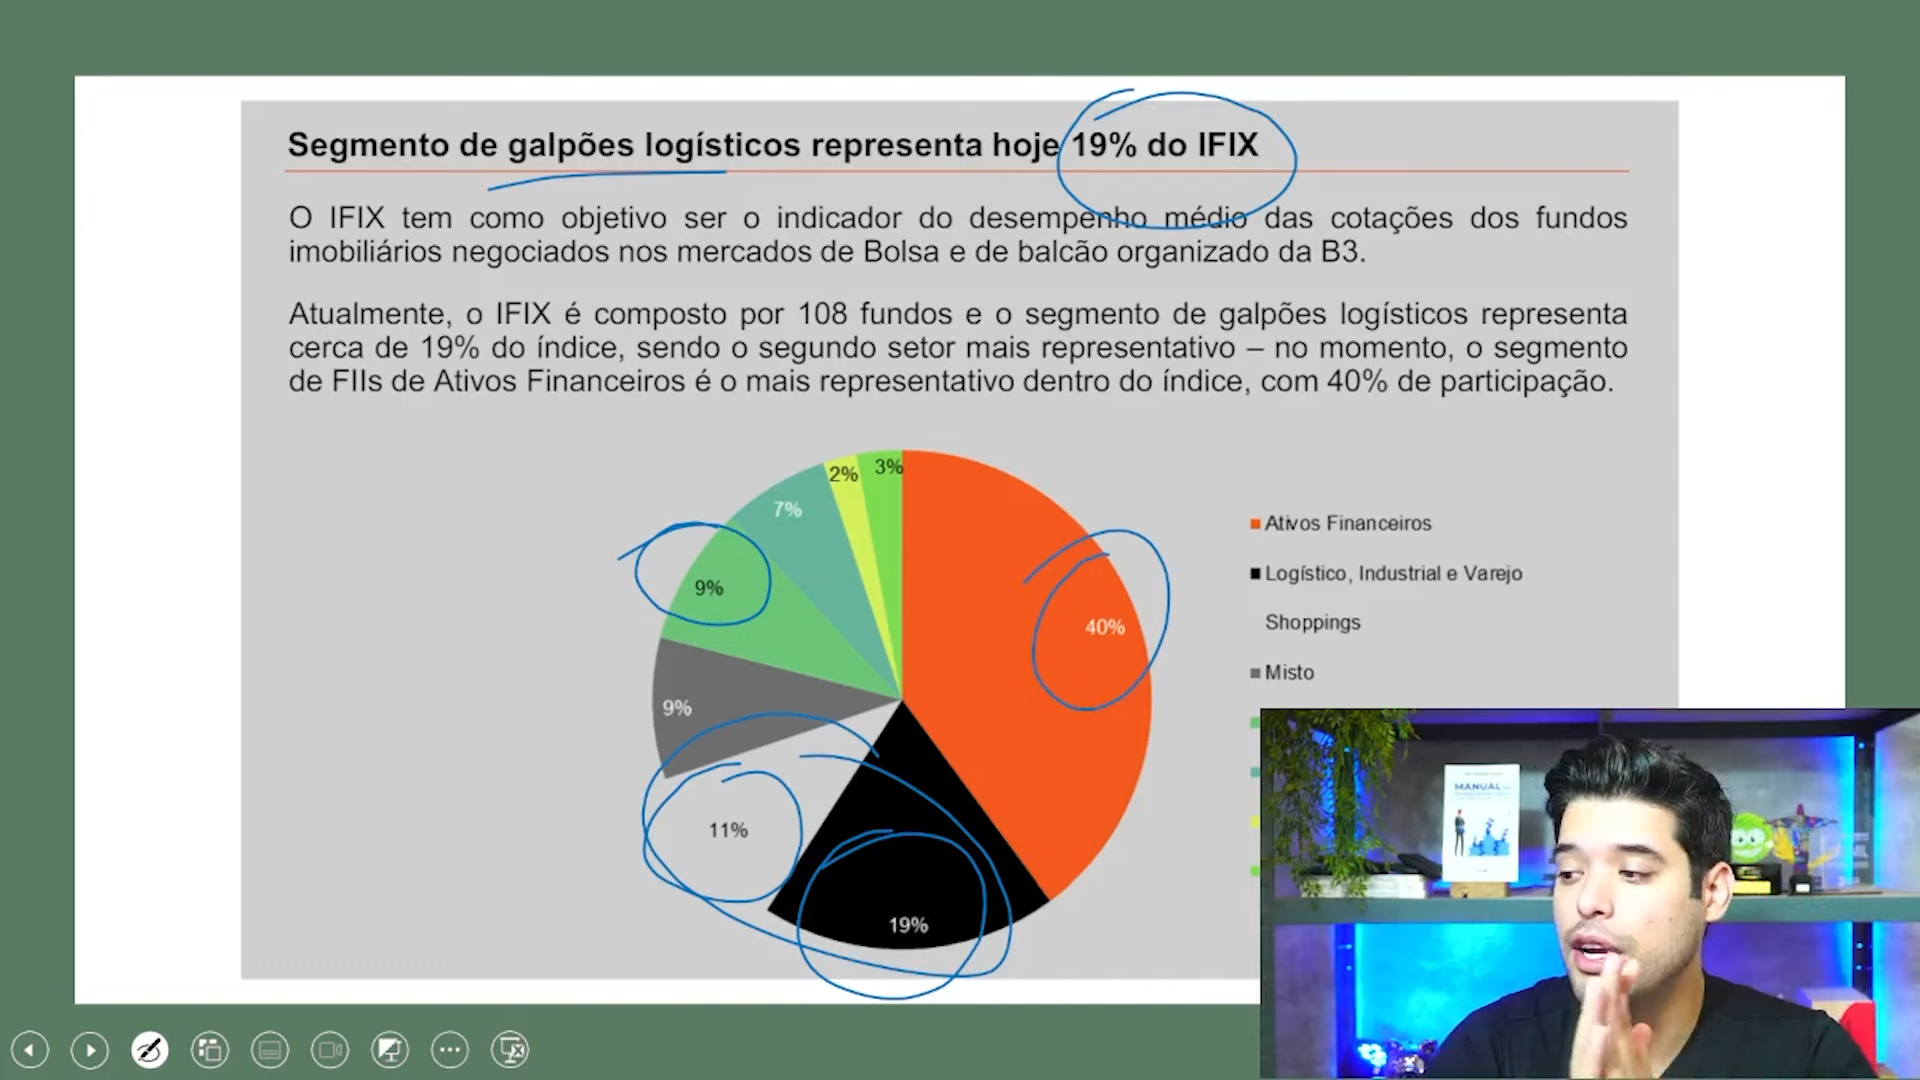 Segmento de galpões logísticos representa hoje 19% do IFIX
O IFIX tem como objetivo ser o indicador do desempenho médio das cotações dos fundos
imobiliários negociados nos mercados de Bolsa e de balcão organizado da B3.
Atualmente, o IFIX é composto por 108 fundos e o segmento de galpões logísticos representa
cerca de 19% do índice, sendo o segundo setor mais representativo – no momento, o segmento
de FIIs de Ativos Financeiros é o mais representativo dentro do índice, com 40% de participação.
3%
2%
7%
9%
40%
9%
11%
19%
Ativos Financeiros
Logístico, Industrial e Varejo
Shoppings
Misto
MANUAL